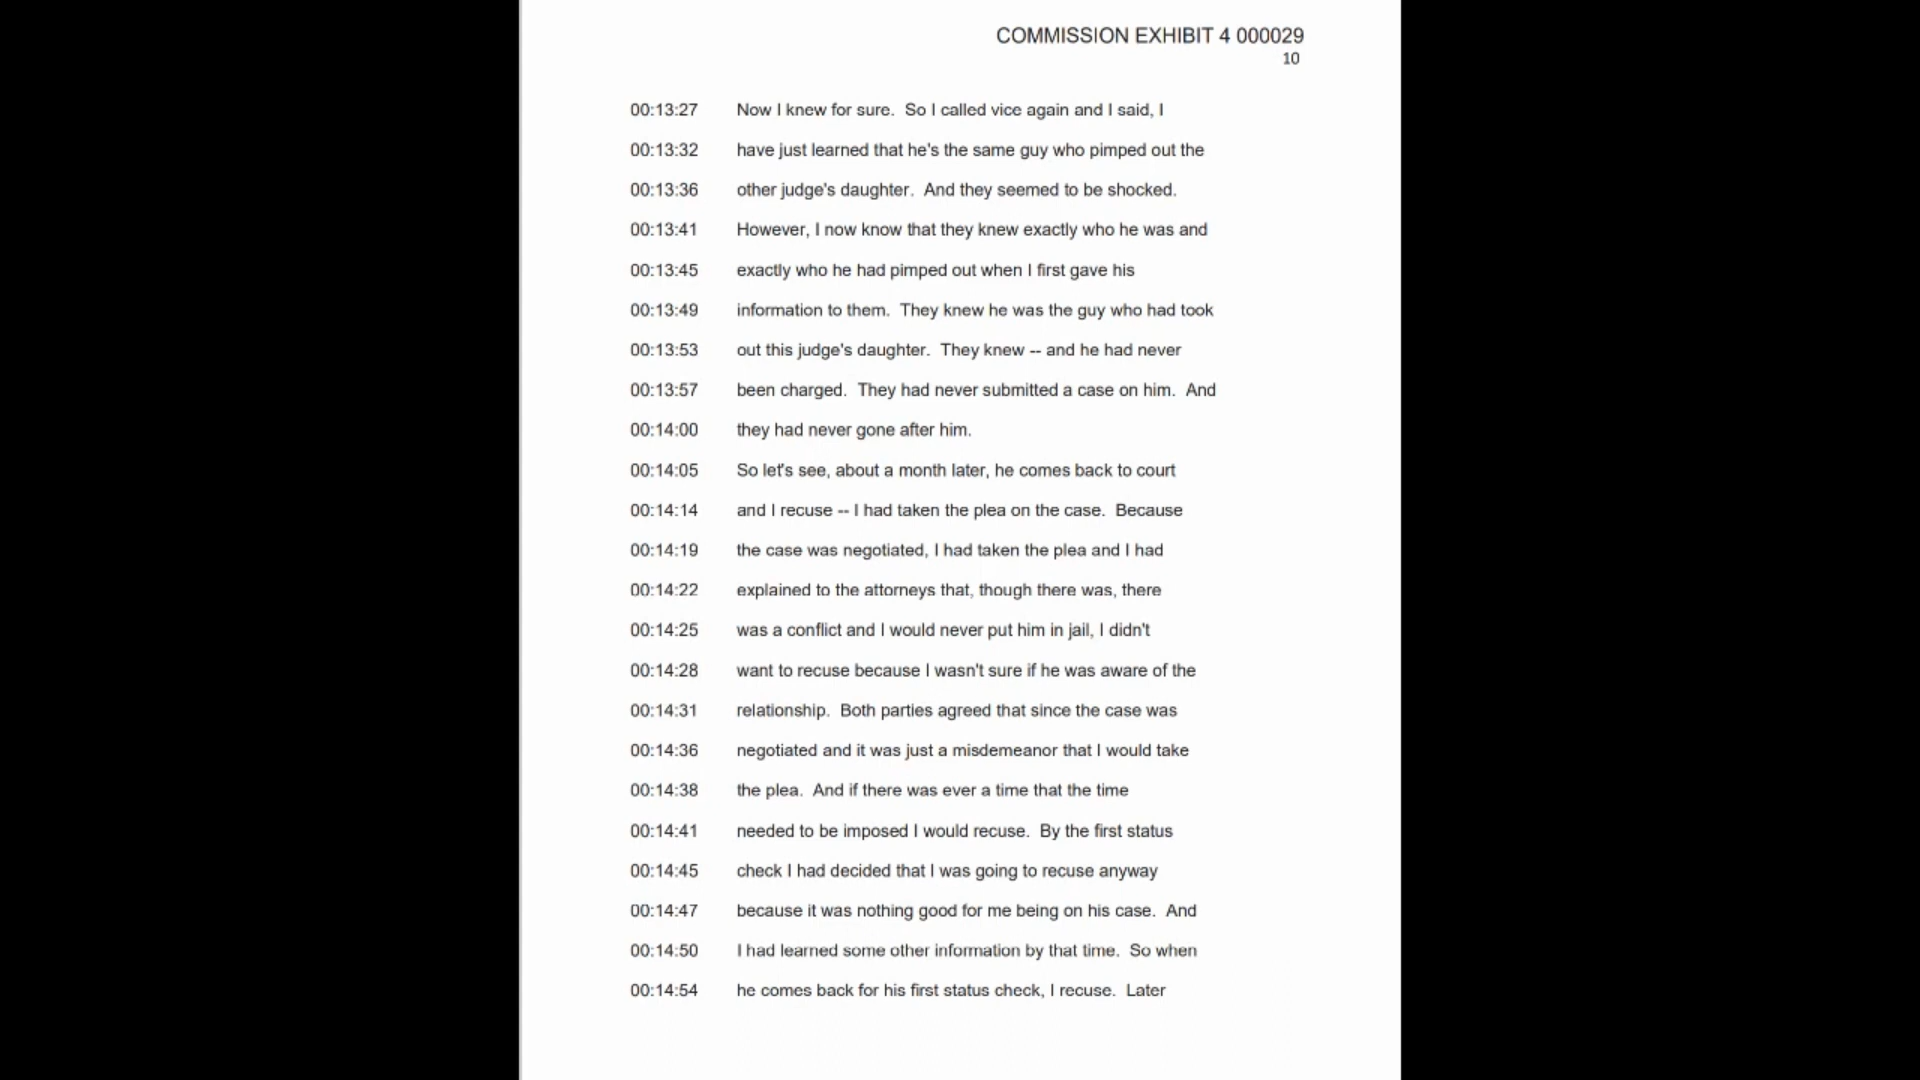 COMMISSION EXHIBIT 4 000029
10
00:13:27 Now I knew for sure. So I called vice again and I said, I
00:13:32 have just learned that he's the same guy who pimped out the
00:13:36 other judge's daughter. And they seemed to be shocked.
00:13:41 However, I now know that they knew exactly who he was and
00:13:45 exactly who he had pimped out when I first gave his
00:13:49 information to them. They knew he was the guy who had took
00:13:53 out this judge's daughter. They knew -- and he had never
00:13:57 been charged. They had never submitted a case on him. And
00:14:00 they had never gone after him.
00:14:05 So let's see, about a month later, he comes back to court
00:14:14 and I recuse -- I had taken the plea on the case. Because
00:14:19 the case was negotiated, I had taken the plea and I had
00:14:22 explained to the attorneys that, though there was, there
00:14:25 was a conflict and I would never put him in jail, I didn't
00:14:28 want to recuse because I wasn't sure if he was aware of the
00:14:31 relationship. Both parties agreed that since the case was
00:14:36 negotiated and it was just a misdemeanor that I would take
00:14:38 the plea. And if there was ever a time that the time
00:14:41 needed to be imposed I would recuse. By the first status
00:14:45 check I had decided that I was going to recuse anyway
00:14:47 because it was nothing good for me being on his case. And
00:14:50 I had learned some other information by that time. So when
00:14:54 he comes back for his first status check, I recuse. Later